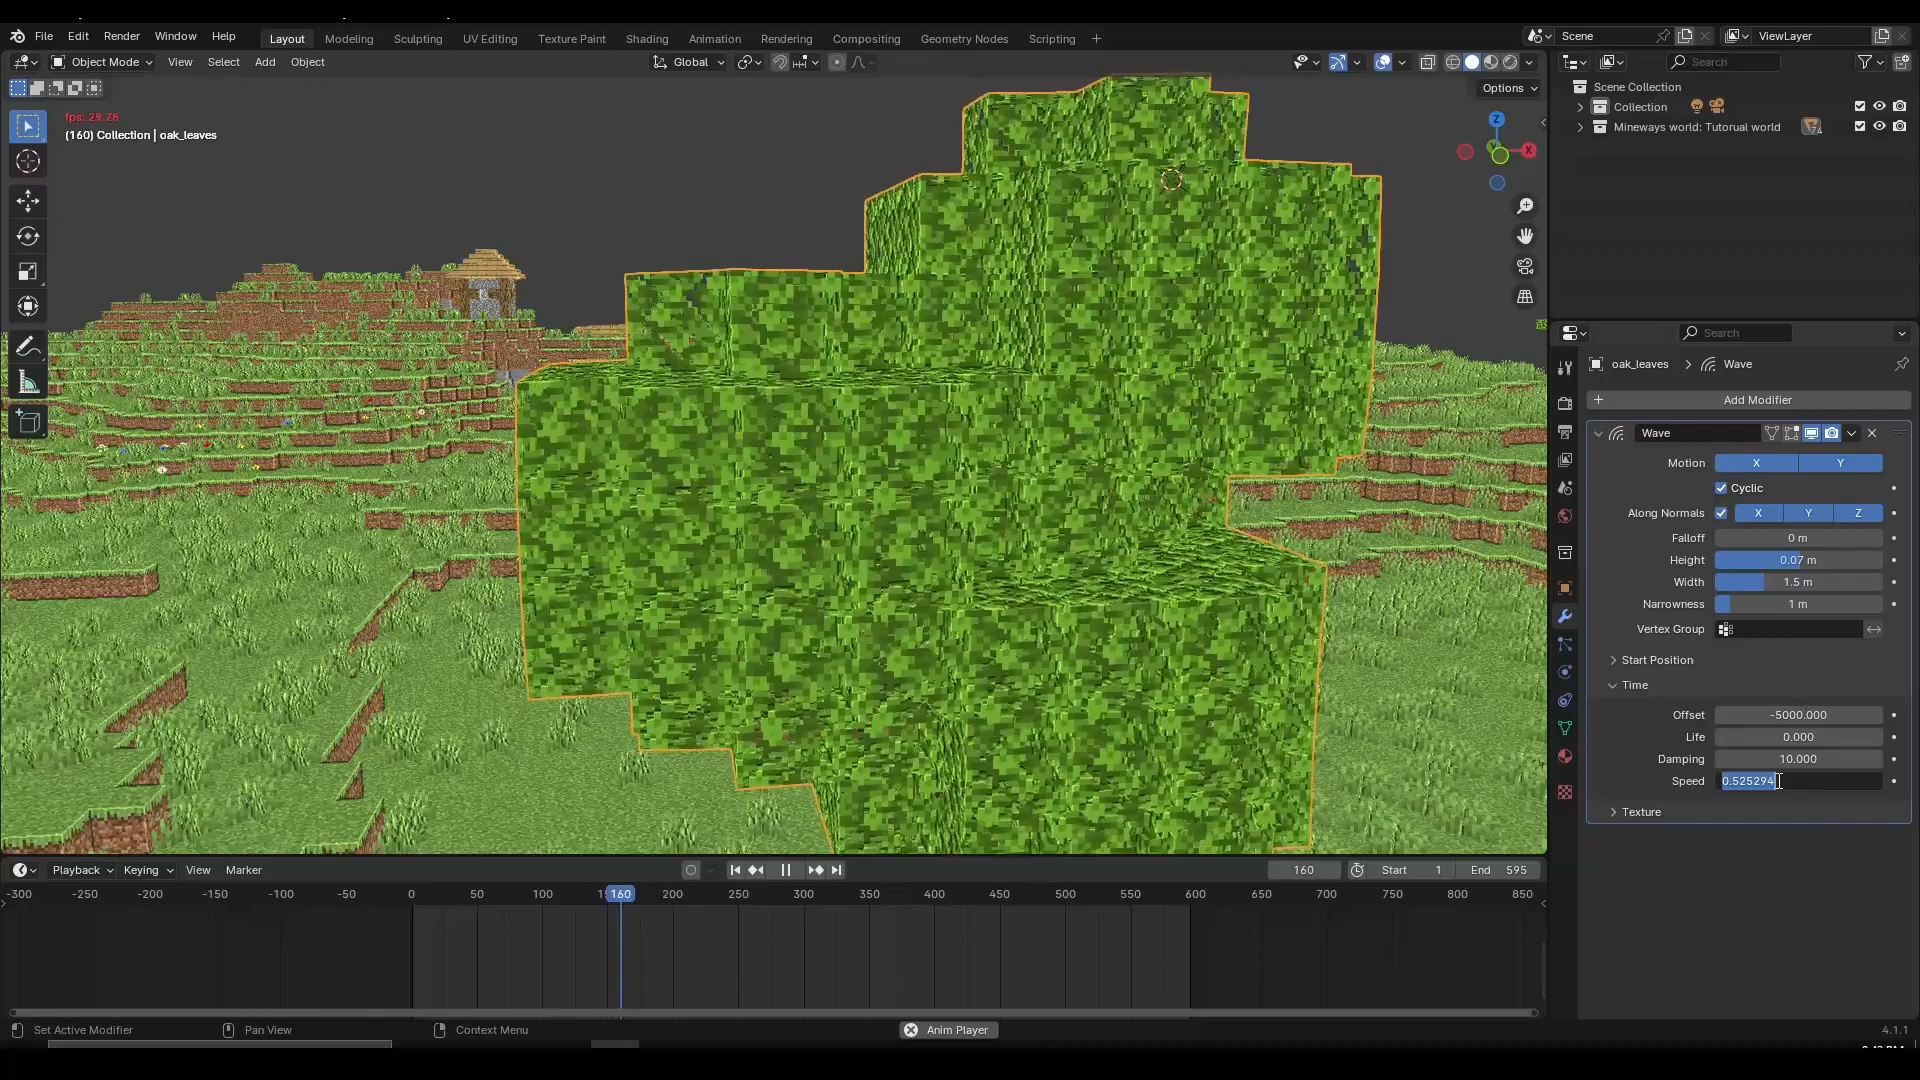 File Edit Render Window Help
Layout Modeling Sculpting UV Editing Texture Paint Shading Animation Rendering Compositing Geometry Nodes Scripting +
Scene
ViewLayer
Object Mode View Select Add Object
Global
Search
Options
fps: 29.78
(160) Collection | oak_leaves
Z
X
Scene Collection
Collection
Mineways world: Tutorual world
74
Search
oak_leaves > Wave
+ Add Modifier
Wave
Motion X Y
Cyclic
Along Normals X Y Z
Falloff 0 m
Height 0.07 m
Width 1.5 m
Narrowness 1 m
Vertex Group
Start Position
Time
Offset -5000.000
Life 0.000
Damping 10.000
Speed 0.525294
Texture
Playback Keying View Marker
160 Start 1 End 595
-300 -250 -200 -150 -100 -50 0 50 100 160 200 250 300 350 400 450 500 550 600 650 700 750 800 850
Set Active Modifier Pan View Context Menu Anim Player 4.1.1